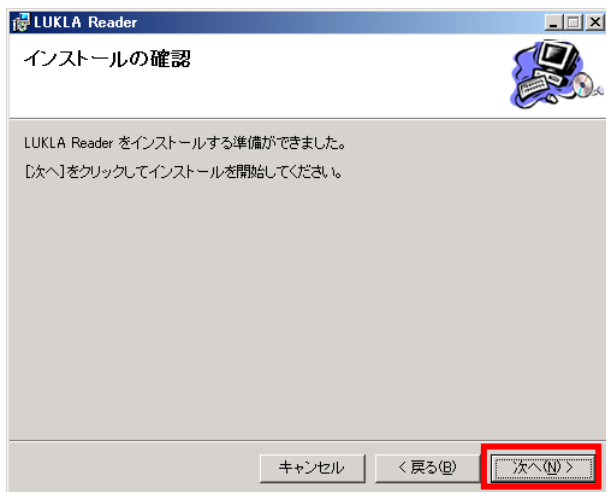 LUKLA Reader
インストールの確認
LUKLA Reader をインストールする準備ができました。
[次へ]をクリックしてインストールを開始してください。
キャンセル
< 戻る(B)
次へ(N) >